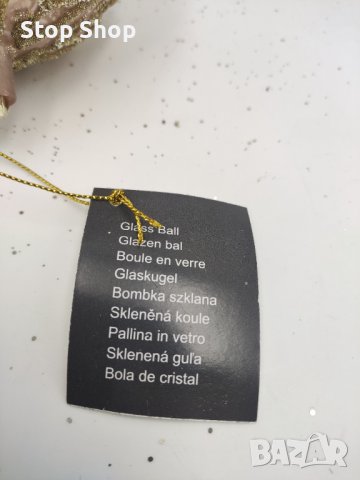 Stop Shop
Glass Ball
Glazen bal
Boule en verre
Glaskugel
Bombka szklana
Skleněná koule
Pallina in vetro
Sklenená guľa
Bola de cristal
BAZAR